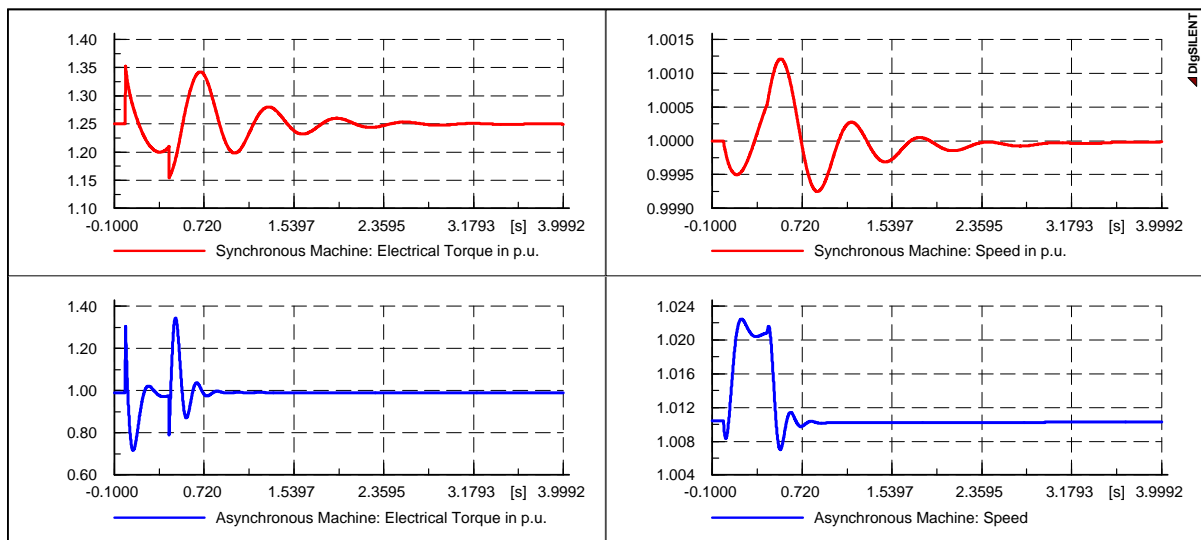 1.40
1.35
1.30
1.25
1.20
1.15
1.10
-0.1000 0.720 1.5397 2.3595 3.1793 [s] 3.9992
Synchronous Machine: Electrical Torque in p.u.
1.0015
1.0010
1.0005
1.0000
0.9995
0.9990
-0.1000 0.720 1.5397 2.3595 3.1793 [s] 3.9992
Synchronous Machine: Speed in p.u.
DIgSILENT
1.40
1.20
1.00
0.80
0.60
-0.1000 0.720 1.5397 2.3595 3.1793 [s] 3.9992
Asynchronous Machine: Electrical Torque in p.u.
1.024
1.020
1.016
1.012
1.008
1.004
-0.1000 0.720 1.5397 2.3595 3.1793 [s] 3.9992
Asynchronous Machine: Speed